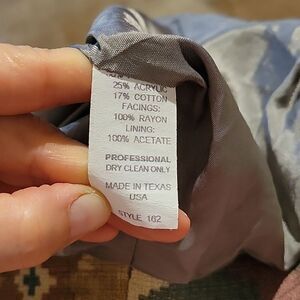 25% ACRYLIC
17% COTTON
FACINGS:
100% RAYON
LINING:
100% ACETATE
PROFESSIONAL
DRY CLEAN ONLY
MADE IN TEXAS
USA
STYLE 162